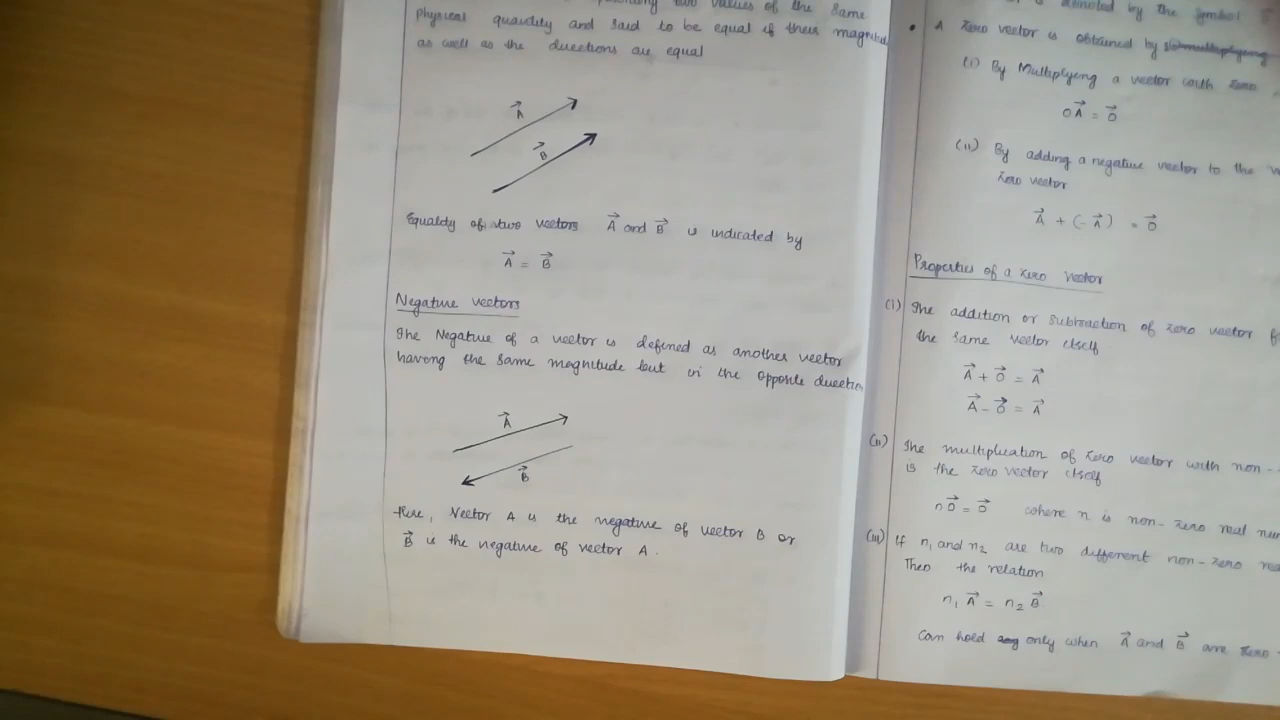 two values of the same
physical quantity and said to be equal if their magnitude
as well as the directions are equal
A⃗
B⃗
Equality of two vectors A⃗ and B⃗ is indicated by
A⃗ = B⃗
Negative vectors
The Negative of a vector is defined as another vector
having the same magnitude but in the opposite direction
A⃗
B⃗
Here, Vector A is the negative of vector B or
B⃗ is the negative of vector A.
is denoted by the symbol
• A zero vector is obtained by
(i) By Multiplying a vector with zero
0A⃗ = 0⃗
(ii) By adding a negative vector to the
zero vector
A⃗ + (-A⃗) = 0⃗
Properties of a zero vector
(i) The addition or subtraction of zero vector
the same vector itself
A⃗ + 0⃗ = A⃗
A⃗ - 0⃗ = A⃗
(ii) The multiplication of zero vector with non-
is the zero vector itself
n0⃗ = 0⃗ where n is non-zero real
(iii) If n₁ and n₂ are two different non-zero
Then the relation
n₁ A⃗ = n₂ B⃗
Can hold only when A⃗ and B⃗ are zero